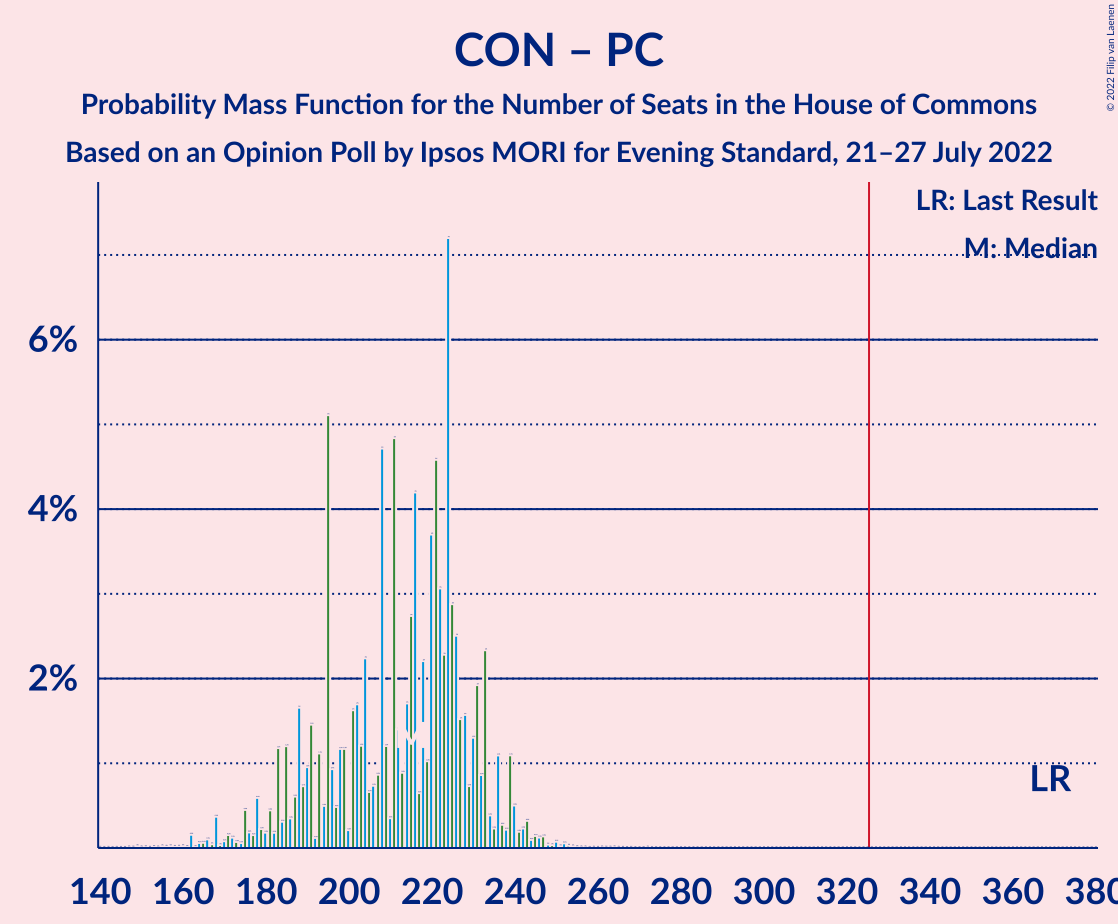 CON – PC
Probability Mass Function for the Number of Seats in the House of Commons
Based on an Opinion Poll by Ipsos MORI for Evening Standard, 21–27 July 2022
© 2022 Filip van Laenen
LR: Last Result
M: Median
6%
4%
2%
LR
140 160 180 200 220 240 260 280 300 320 340 360 380